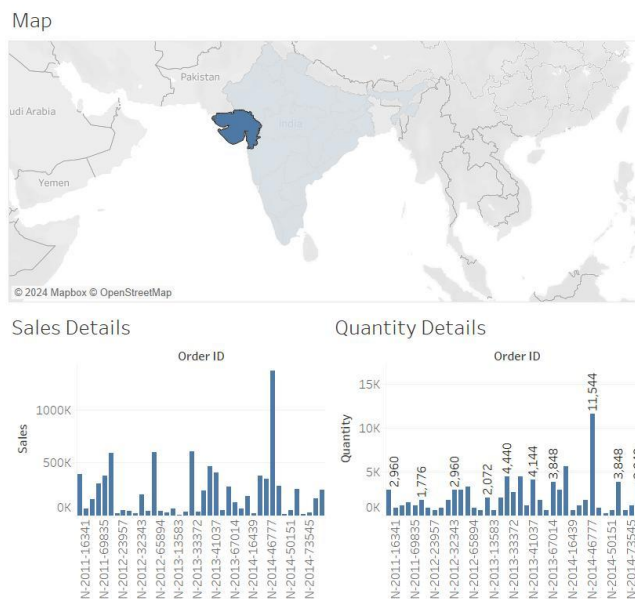 Map
Pakistan
udi Arabia
India
Yemen
© 2024 Mapbox © OpenStreetMap
Sales Details
Order ID
Sales
1000K
500K
0K
N-2011-16341
N-2011-69835
N-2012-23957
N-2012-32343
N-2012-65894
N-2013-13583
N-2013-33372
N-2013-41037
N-2013-67014
N-2014-16439
N-2014-46777
N-2014-50151
N-2014-73545
Quantity Details
Order ID
Quantity
15K
10K
5K
0K
2,960
1,776
2,960
2,072
4,440
4,144
3,848
11,544
3,848
N-2011-16341
N-2011-69835
N-2012-23957
N-2012-32343
N-2012-65894
N-2013-13583
N-2013-33372
N-2013-41037
N-2013-67014
N-2014-16439
N-2014-46777
N-2014-50151
N-2014-73545